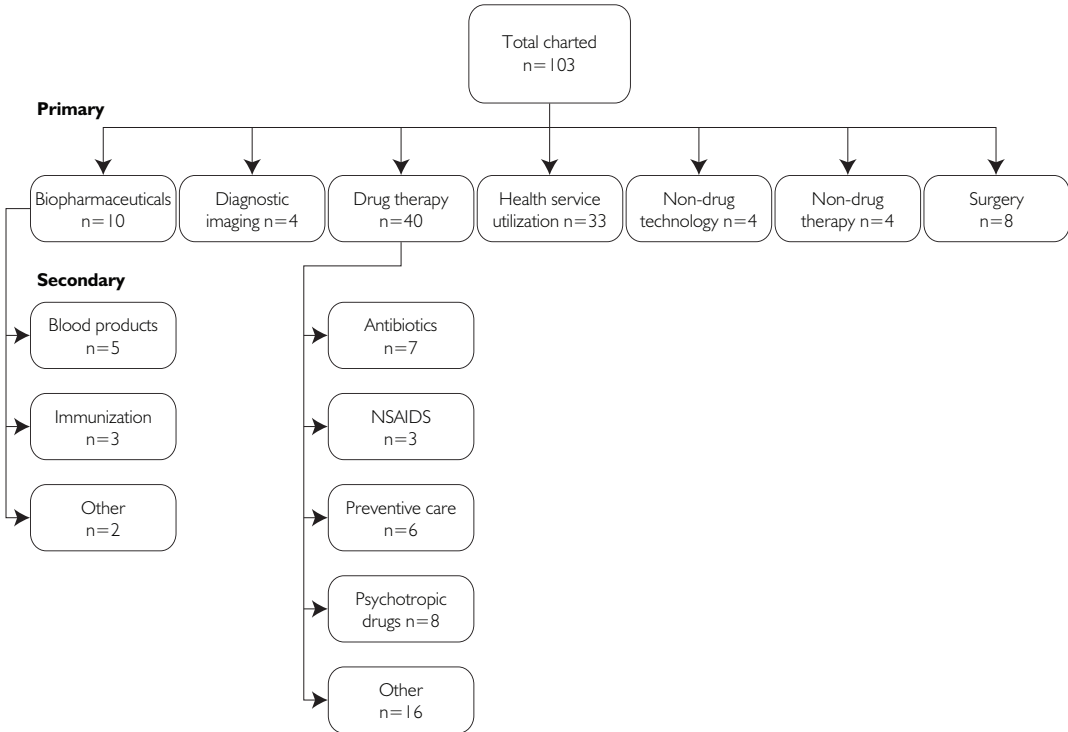 Total charted
n=103
Primary
Biopharmaceuticals
n=10
Diagnostic
imaging n=4
Drug therapy
n=40
Health service
utilization n=33
Non-drug
technology n=4
Non-drug
therapy n=4
Surgery
n=8
Secondary
Blood products
n=5
Immunization
n=3
Other
n=2
Antibiotics
n=7
NSAIDS
n=3
Preventive care
n=6
Psychotropic
drugs n=8
Other
n=16